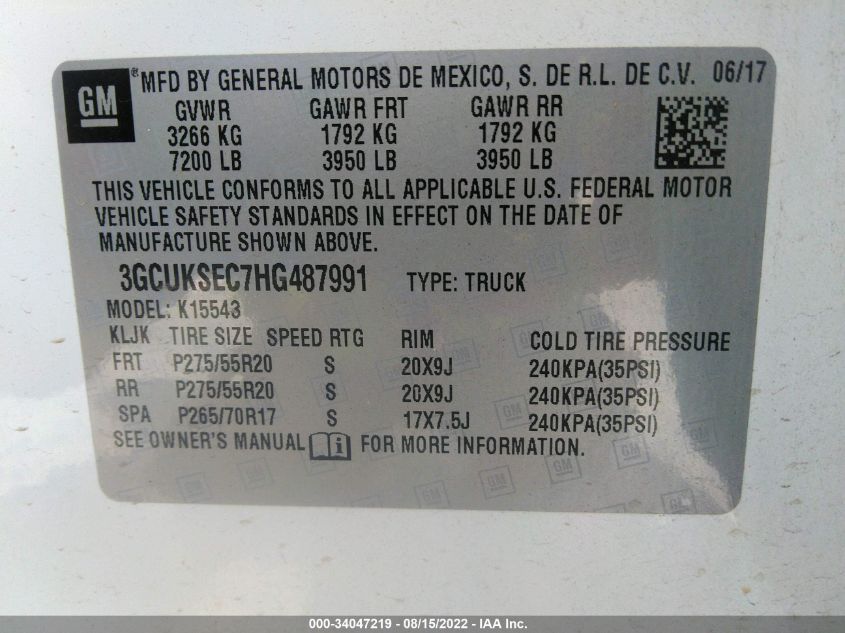 GM ® MFD BY GENERAL MOTORS DE MEXICO, S. DE R.L. DE C.V. 06/17
GVWR GAWR FRT GAWR RR
3266 KG 1792 KG 1792 KG
7200 LB 3950 LB 3950 LB
THIS VEHICLE CONFORMS TO ALL APPLICABLE U.S. FEDERAL MOTOR
VEHICLE SAFETY STANDARDS IN EFFECT ON THE DATE OF
MANUFACTURE SHOWN ABOVE.
3GCUKSEC7HG487991 TYPE: TRUCK
MODEL: K15543
KLJK TIRE SIZE SPEED RTG RIM COLD TIRE PRESSURE
FRT P275/55R20 S 20X9J 240KPA(35PSI)
RR P275/55R20 S 20X9J 240KPA(35PSI)
SPA P265/70R17 S 17X7.5J 240KPA(35PSI)
SEE OWNER'S MANUAL FOR MORE INFORMATION.
000-34047219 - 08/15/2022 - IAA Inc.